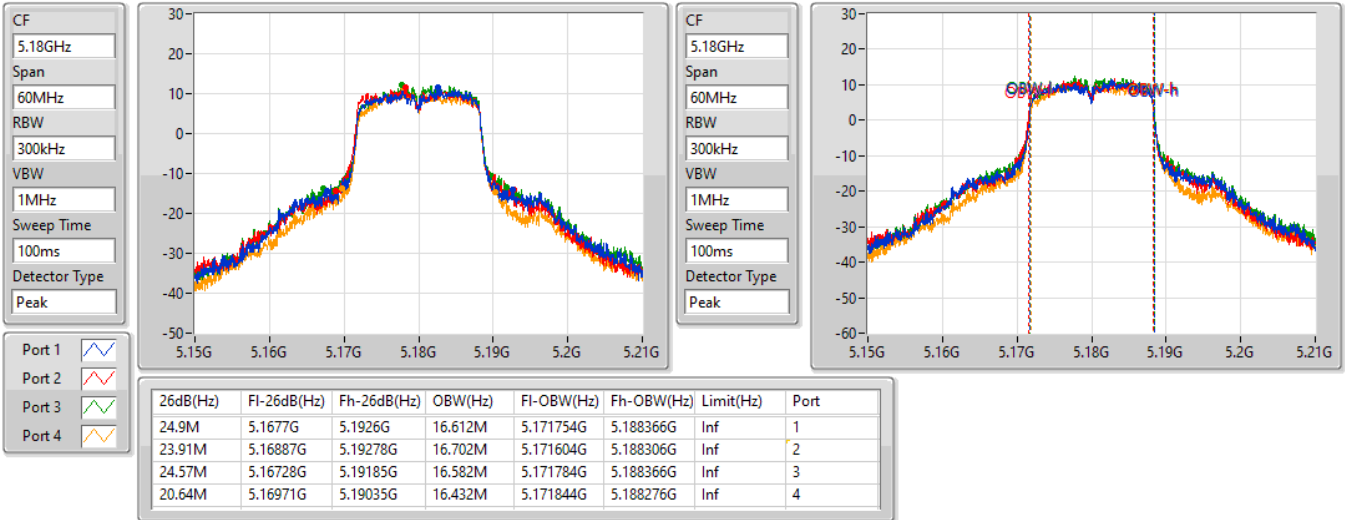 CF
5.18GHz
Span
60MHz
RBW
300kHz
VBW
1MHz
Sweep Time
100ms
Detector Type
Peak
30
20
10
0
-10
-20
-30
-40
-50
5.15G 5.16G 5.17G 5.18G 5.19G 5.2G 5.21G
CF
5.18GHz
Span
60MHz
RBW
300kHz
VBW
1MHz
Sweep Time
100ms
Detector Type
Peak
30
20
10
0
-10
-20
-30
-40
-50
-60
OBW-h
5.15G 5.16G 5.17G 5.18G 5.19G 5.2G 5.21G
Port 1
Port 2
Port 3
Port 4
26dB(Hz) Fl-26dB(Hz) Fh-26dB(Hz) OBW(Hz) Fl-OBW(Hz) Fh-OBW(Hz) Limit(Hz) Port
24.9M 5.1677G 5.1926G 16.612M 5.171754G 5.188366G Inf 1
23.91M 5.16887G 5.19278G 16.702M 5.171604G 5.188306G Inf 2
24.57M 5.16728G 5.19185G 16.582M 5.171784G 5.188366G Inf 3
20.64M 5.16971G 5.19035G 16.432M 5.171844G 5.188276G Inf 4